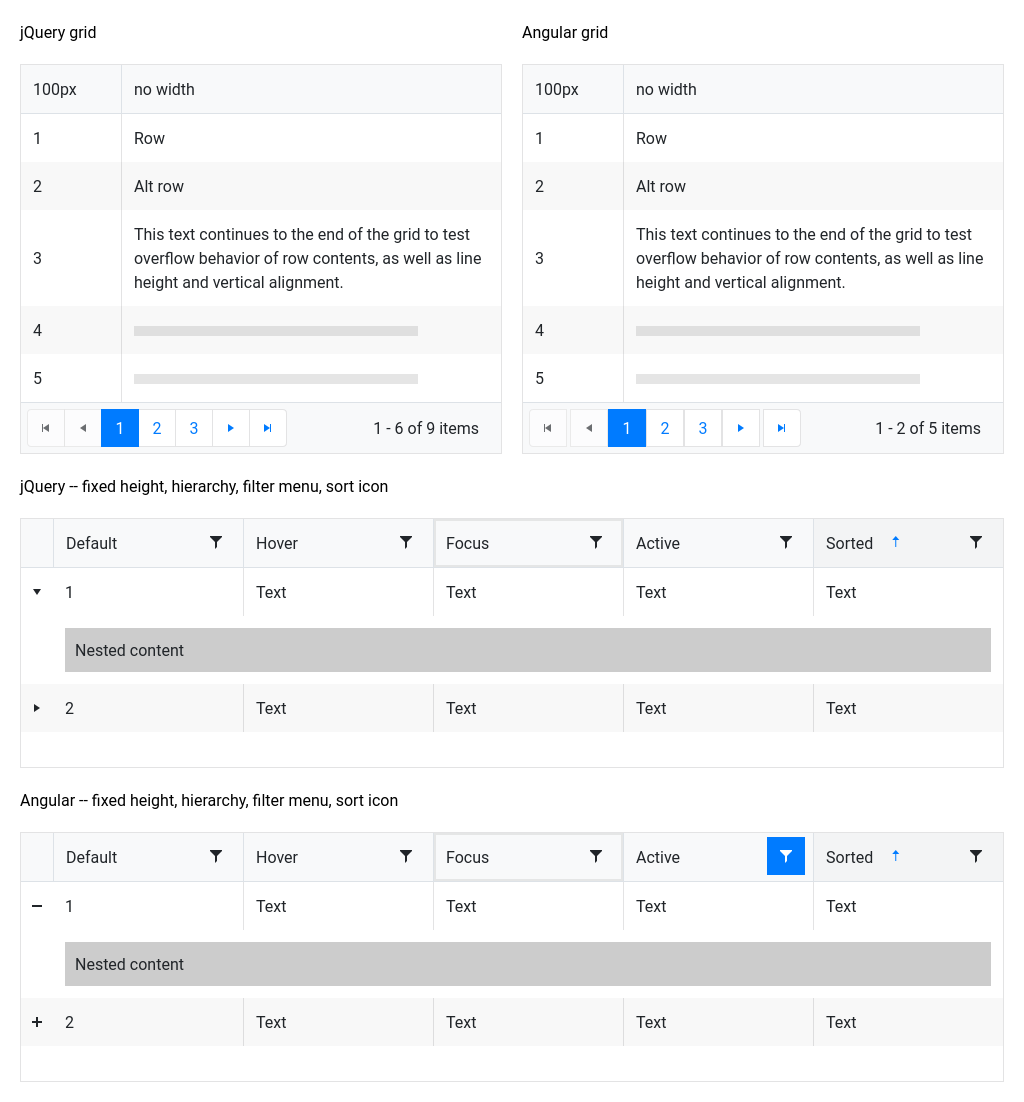 jQuery grid
100px no width
1 Row
2 Alt row
This text continues to the end of the grid to test
3 overflow behavior of row contents, as well as line
height and vertical alignment.
4
5
1 2 3 1 - 6 of 9 items
Angular grid
100px no width
1 Row
2 Alt row
This text continues to the end of the grid to test
3 overflow behavior of row contents, as well as line
height and vertical alignment.
4
5
1 2 3 1 - 2 of 5 items
jQuery -- fixed height, hierarchy, filter menu, sort icon
Default Hover Focus Active Sorted
1 Text Text Text Text
Nested content
2 Text Text Text Text
Angular -- fixed height, hierarchy, filter menu, sort icon
Default Hover Focus Active Sorted
1 Text Text Text Text
Nested content
2 Text Text Text Text